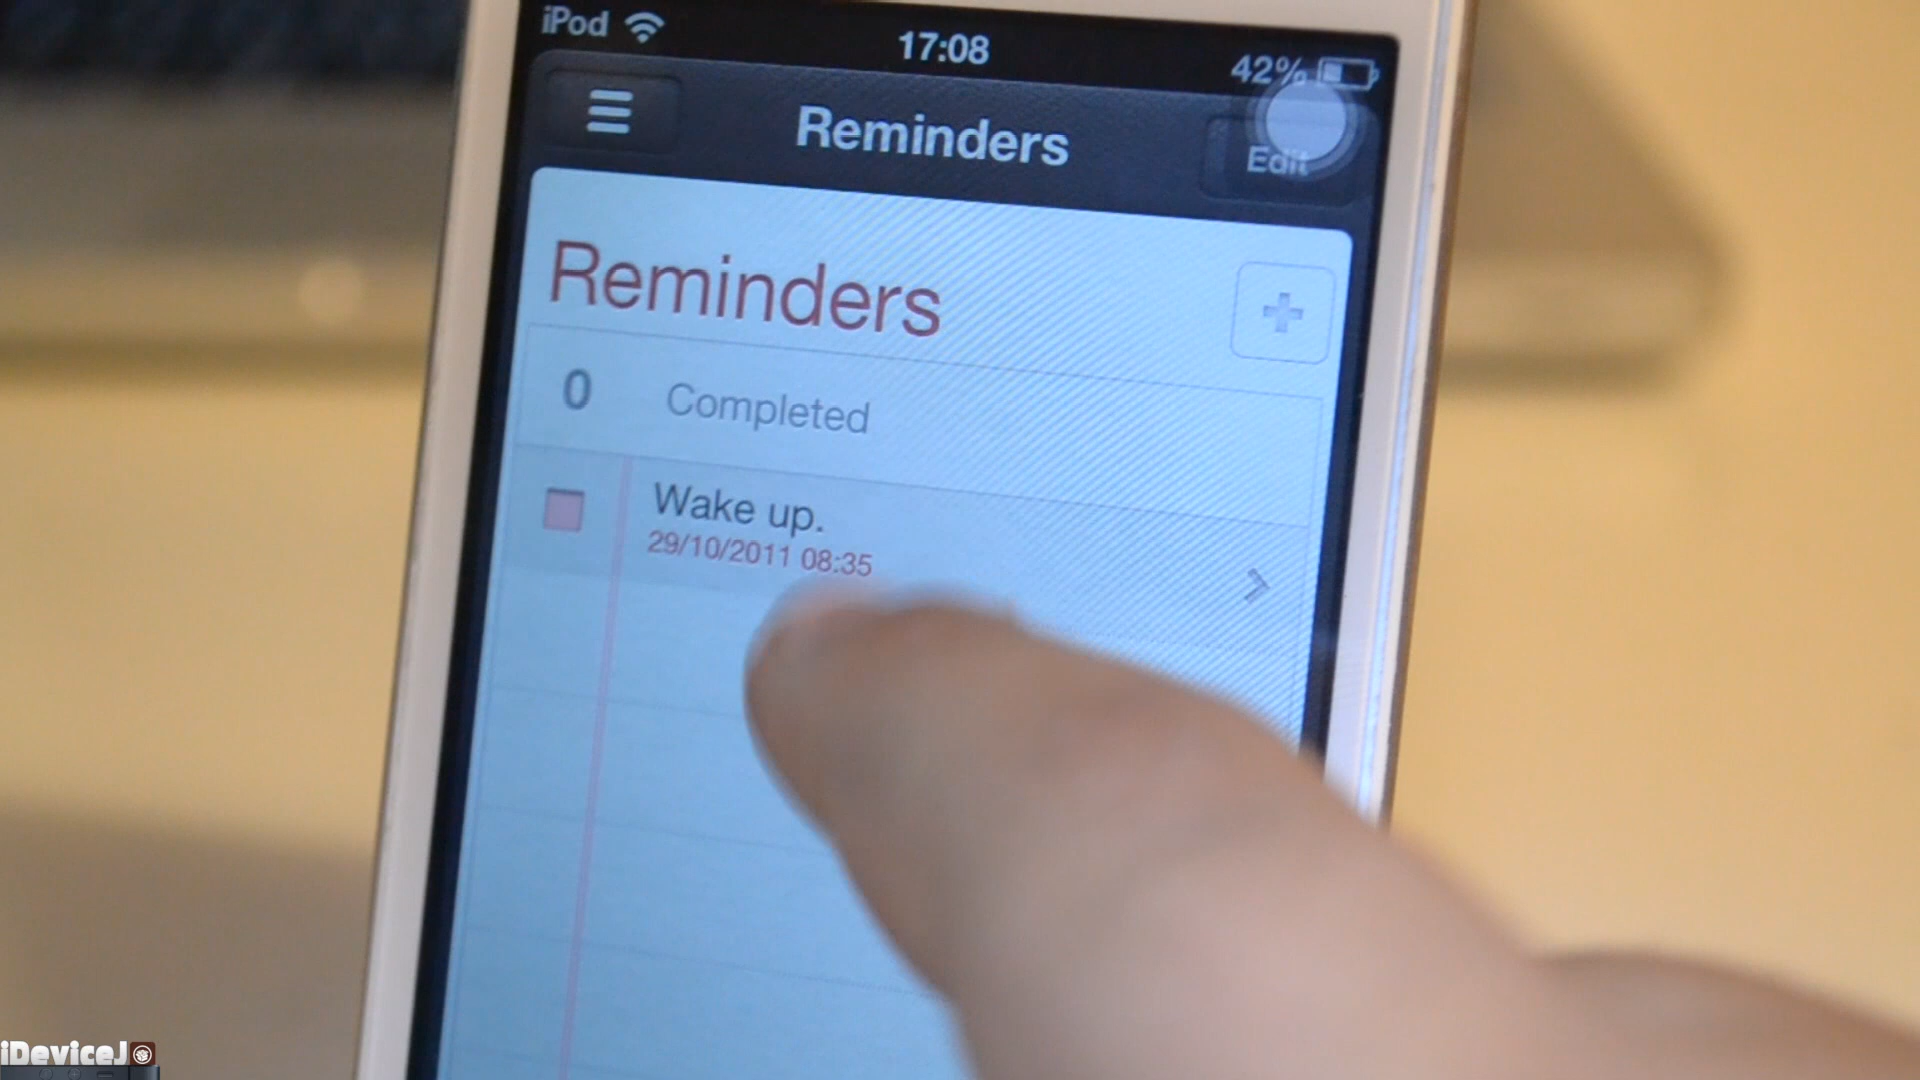 iPod 17:08 42%
Reminders Edit
Reminders
0 Completed
Wake up.
29/10/2011 08:35
iDeviceJ